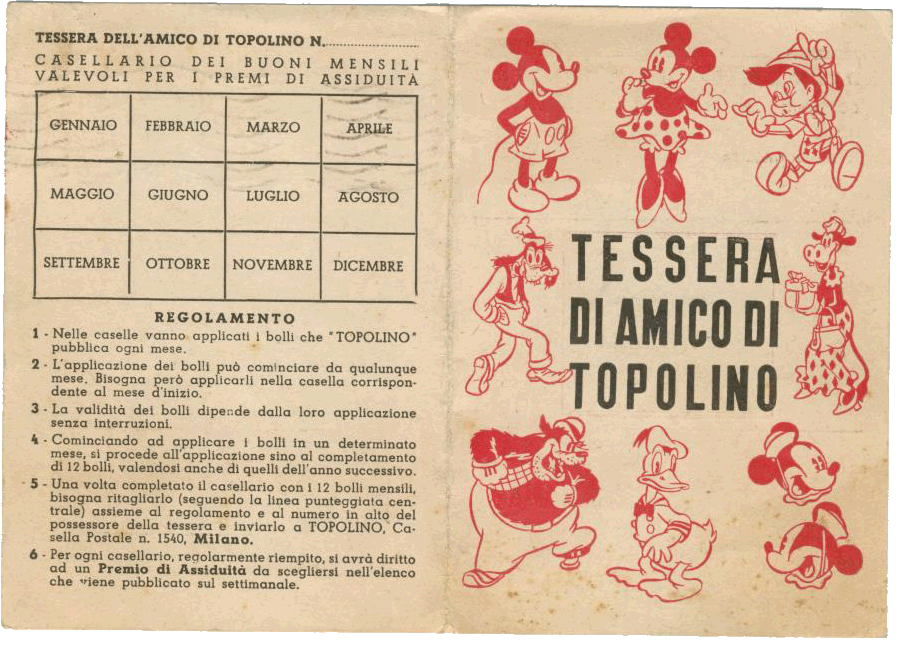 TESSERA DELL'AMICO DI TOPOLINO N.
CASELLARIO DEI BUONI MENSILI
VALEVOLI PER I PREMI DI ASSIDUITÀ
GENNAIO FEBBRAIO MARZO APRILE
MAGGIO GIUGNO LUGLIO AGOSTO
SETTEMBRE OTTOBRE NOVEMBRE DICEMBRE
REGOLAMENTO
1 - Nelle caselle vanno applicati i bolli che "TOPOLINO"
pubblica ogni mese.
2 - L'applicazione dei bolli può cominciare da qualunque
mese. Bisogna però applicarli nella casella corrispon-
dente al mese d'inizio.
3 - La validità dei bolli dipende dalla loro applicazione
senza interruzioni.
4 - Cominciando ad applicare i bolli in un determinato
mese, si procede all'applicazione sino al completamento
di 12 bolli, valendosi anche di quelli dell'anno successivo.
5 - Una volta completato il casellario con i 12 bolli mensili,
bisogna ritagliarlo (seguendo la linea punteggiata cen-
trale) assieme al regolamento e al numero in alto del
possessore della tessera e inviarlo a TOPOLINO, Ca-
sella Postale n. 1540, Milano.
6 - Per ogni casellario, regolarmente riempito, si avrà diritto
ad un Premio di Assiduità da scegliersi nell'elenco
che viene pubblicato sul settimanale.
TESSERA
DI AMICO DI
TOPOLINO